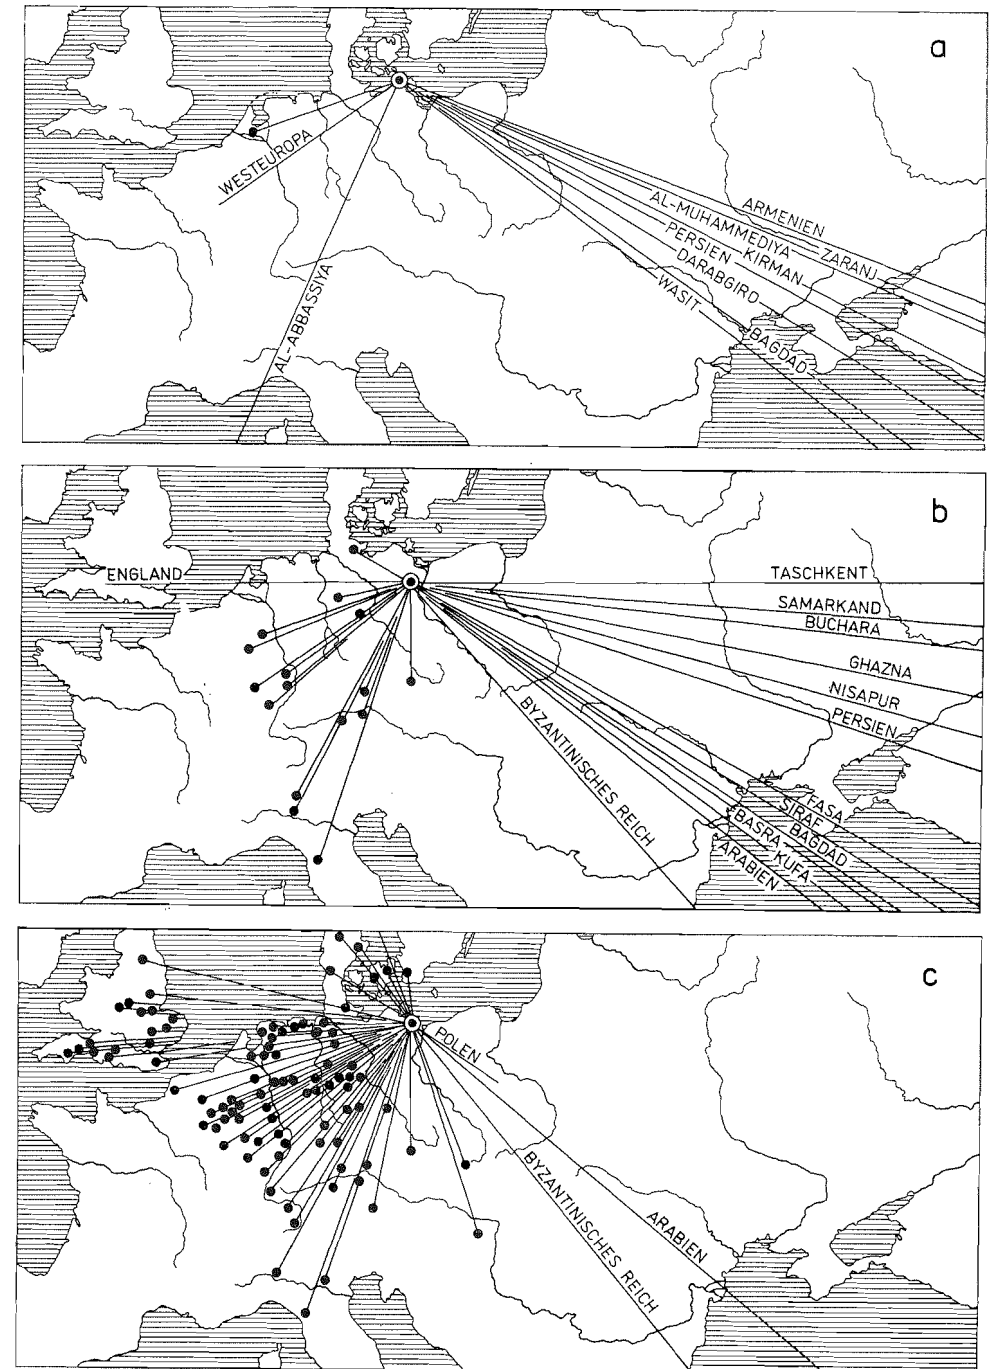 a
WESTEUROPA
AL-ABBASSIYA
ARMENIEN
AL-MUHAMMEDIYA
ZARANJ
PERSIEN
KIRMAN
DARABGIRD
WASIT
BAGDAD
b
ENGLAND
TASCHKENT
SAMARKAND
BUCHARA
GHAZNA
NISAPUR
PERSIEN
BYZANTINISCHES REICH
FASA
SIRAF
BAGDAD
BASRA
KUFA
ARABIEN
c
POLEN
BYZANTINISCHES REICH
ARABIEN